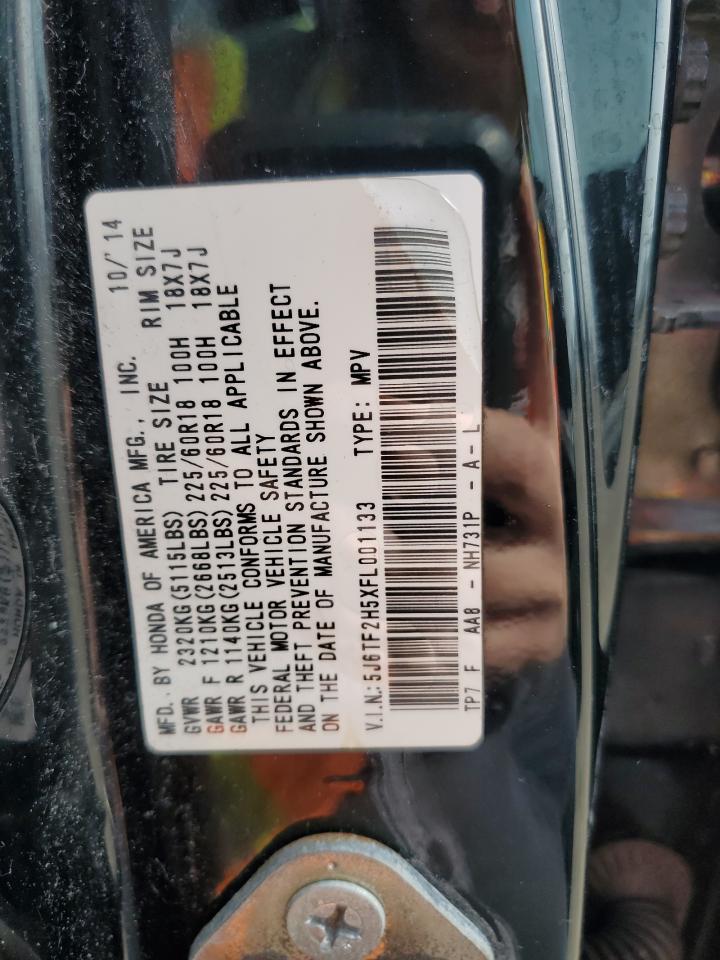 MFD. BY HONDA OF AMERICA MFG., INC. 10/'14
GVWR 2320KG(5115LBS) TIRE SIZE RIM SIZE
GAWR F 1210KG(2668LBS) 225/60R18 100H 18X7J
GAWR R 1140KG(2513LBS) 225/60R18 100H 18X7J
THIS VEHICLE CONFORMS TO ALL APPLICABLE
FEDERAL MOTOR VEHICLE SAFETY
AND THEFT PREVENTION STANDARDS IN EFFECT
ON THE DATE OF MANUFACTURE SHOWN ABOVE.
V.I.N.: 5J6TF2H5XFL001133 TYPE: MPV
TP7 F AA8 - NH731P - A - L